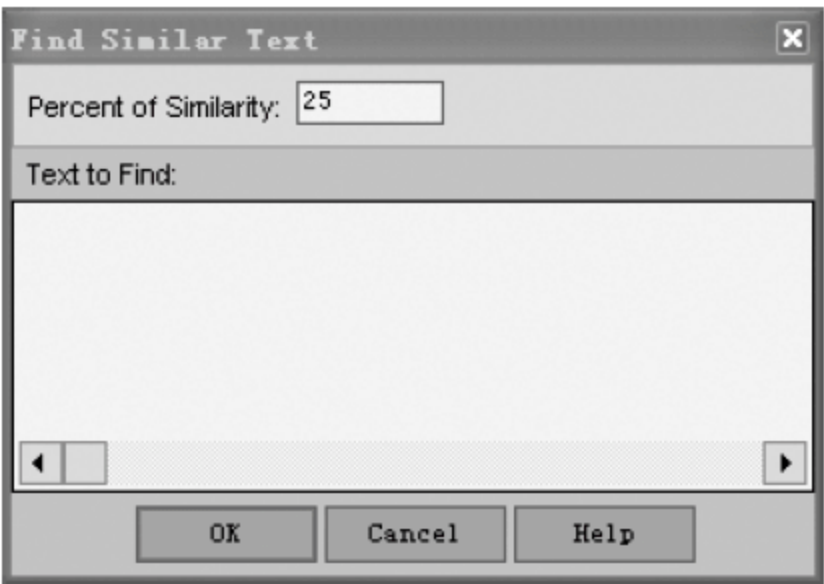 Find Similar Text
Percent of Similarity: 25
Text to Find:
OK Cancel Help